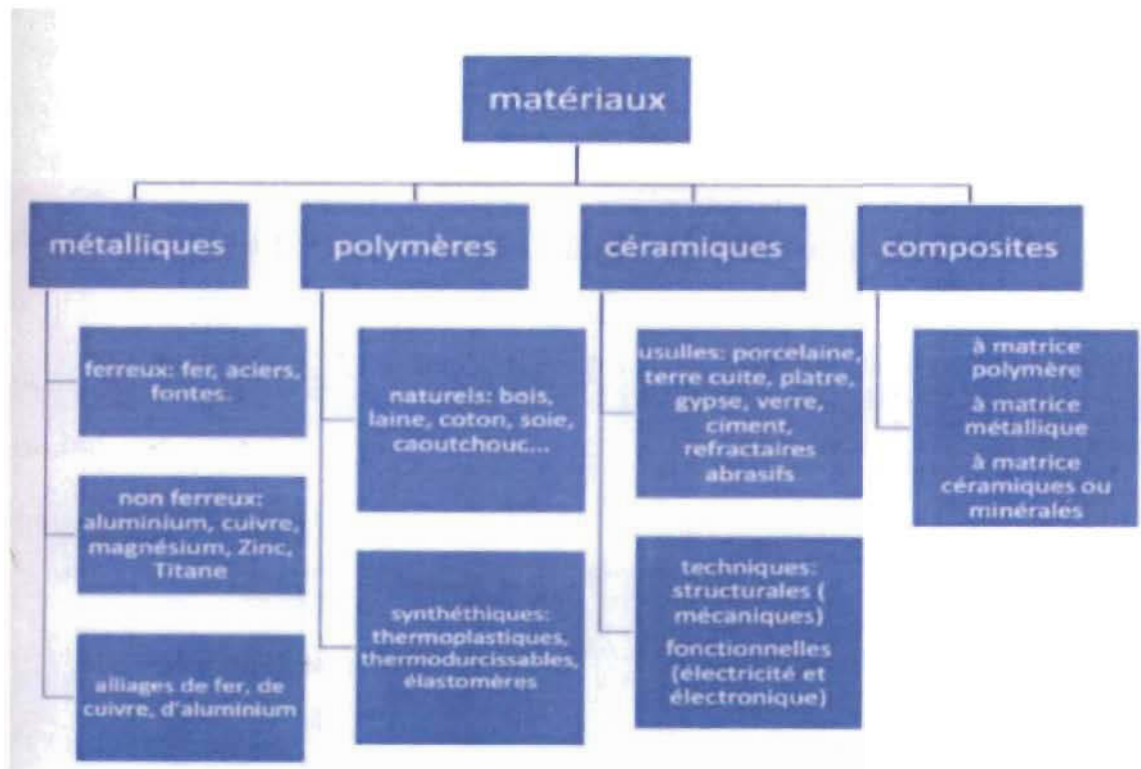 matériaux
métalliques
ferreux: fer, aciers,
fontes.
non ferreux:
aluminium, cuivre,
magnésium, Zinc,
Titane
alliages de fer, de
cuivre, d'aluminium
polymères
naturels: bois,
laine, coton, soie,
caoutchouc...
synthéthiques:
thermoplastiques,
thermodurcissables,
élastomères
céramiques
usulles: porcelaine,
terre cuite, platre,
gypse, verre,
ciment,
refractaires
abrasifs
techniques:
structurales (
mécaniques)
fonctionnelles
(électricité et
électronique)
composites
à matrice
polymère
à matrice
métallique
à matrice
céramiques ou
minérales